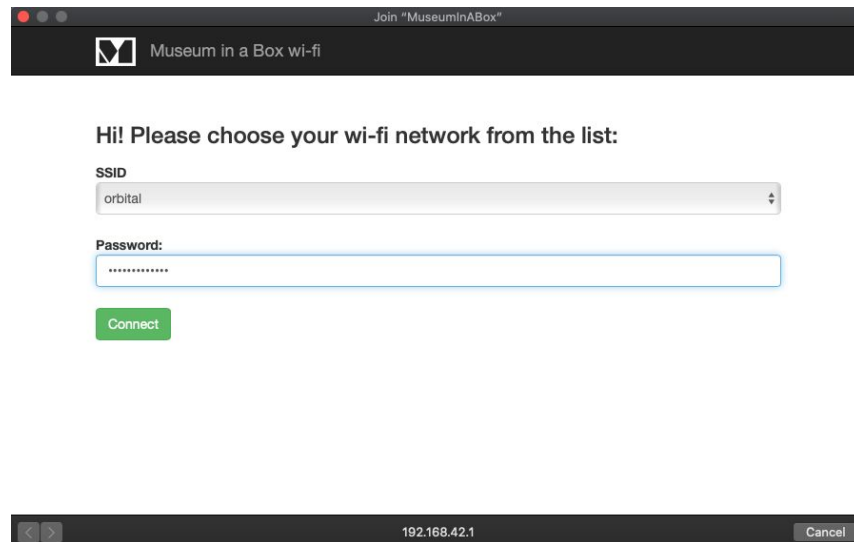 Join "MuseumInABox"
Museum in a Box wi-fi
Hi! Please choose your wi-fi network from the list:
SSID
orbital
Password:
•••••••••••••
Connect
192.168.42.1
Cancel